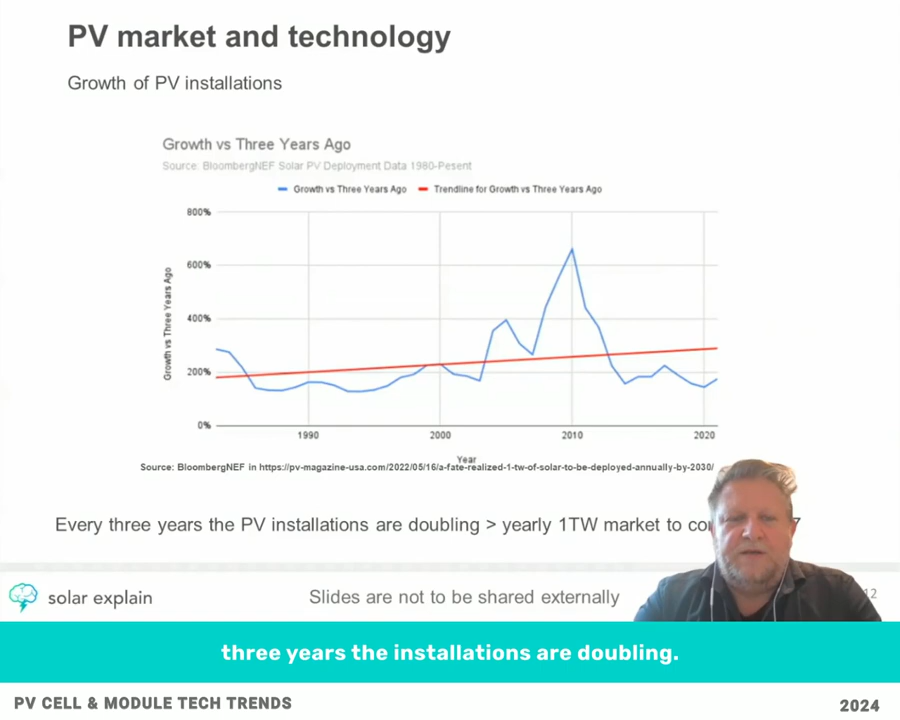 PV market and technology
Growth of PV installations
Growth vs Three Years Ago
Source: BloombergNEF Solar PV Deployment Data 1980-Pesent
Growth vs Three Years Ago
Trendline for Growth vs Three Years Ago
800%
600%
400%
200%
0%
Growth vs Three Years Ago
1990
2000
2010
2020
Year
Source: BloombergNEF in https://pv-magazine-usa.com/2022/05/16/a-fate-realized-1-tw-of-solar-to-be-deployed-annually-by-2030/
Every three years the PV installations are doubling > yearly 1TW market to
solar explain
Slides are not to be shared externally
12
three years the installations are doubling.
PV CELL & MODULE TECH TRENDS
2024